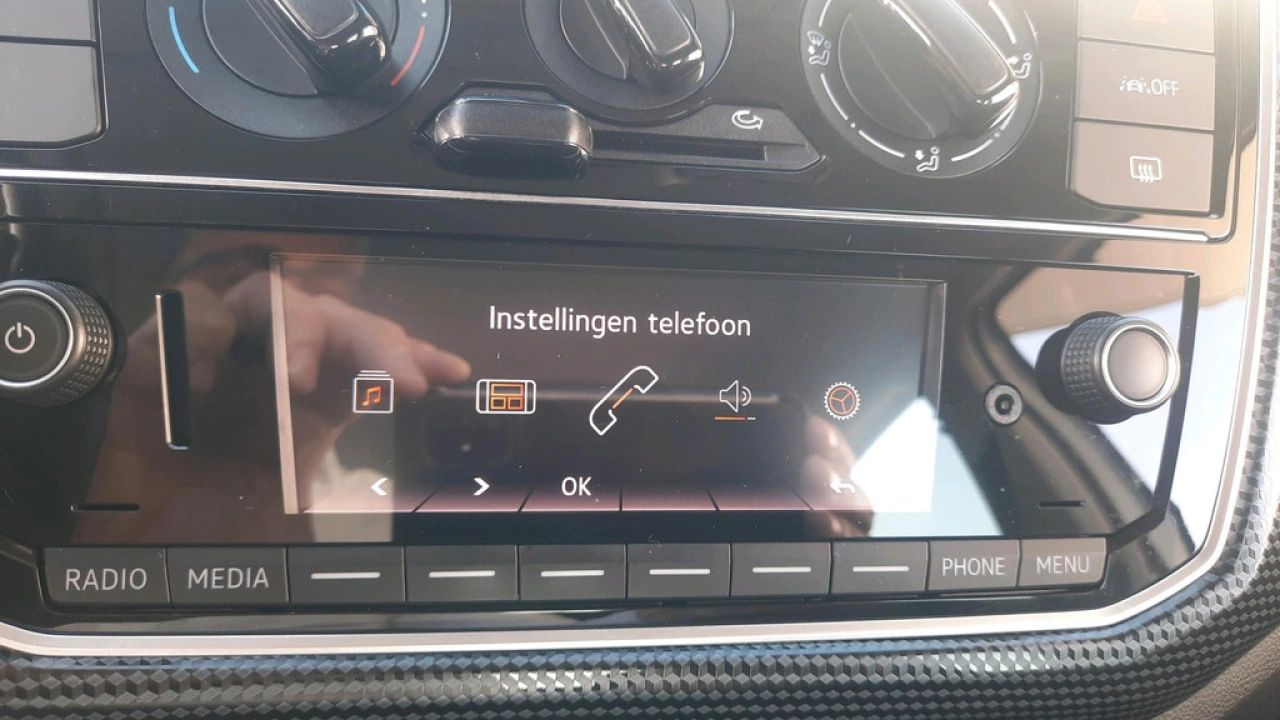 OFF
Instellingen telefoon
< > OK
RADIO MEDIA PHONE MENU